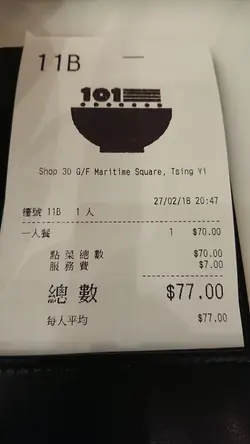 11B
101
Shop 30 G/F Maritime Square, Tsing Yi
27/02/18 20:47
檯號 11B 1 人
一人餐 1 $70.00
點菜總數 $70.00
服務費 $7.00
總數 $77.00
每人平均 $77.00